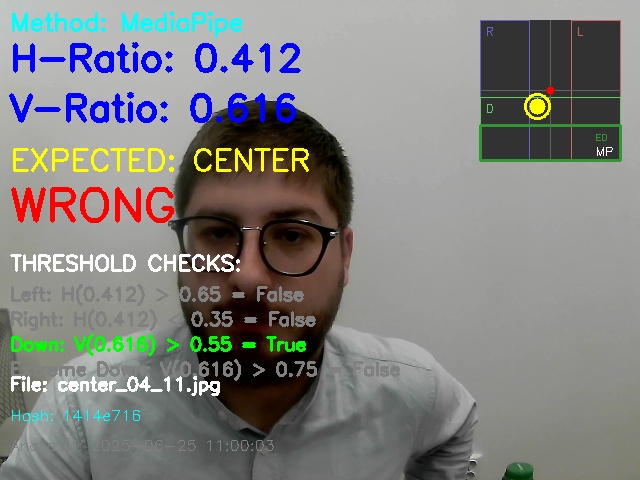 Method: MediaPipe
H-Ratio: 0.412
V-Ratio: 0.616
EXPECTED: CENTER
WRONG
THRESHOLD CHECKS:
Left: H(0.412) > 0.65 = False
Right: H(0.412) < 0.35 = False
Down: V(0.616) > 0.55 = True
Extreme Down: V(0.616) > 0.75 = False
File: center_04_11.jpg
Hash: 1414e716
2025-06-25 11:00:03
R
L
D
ED
MP